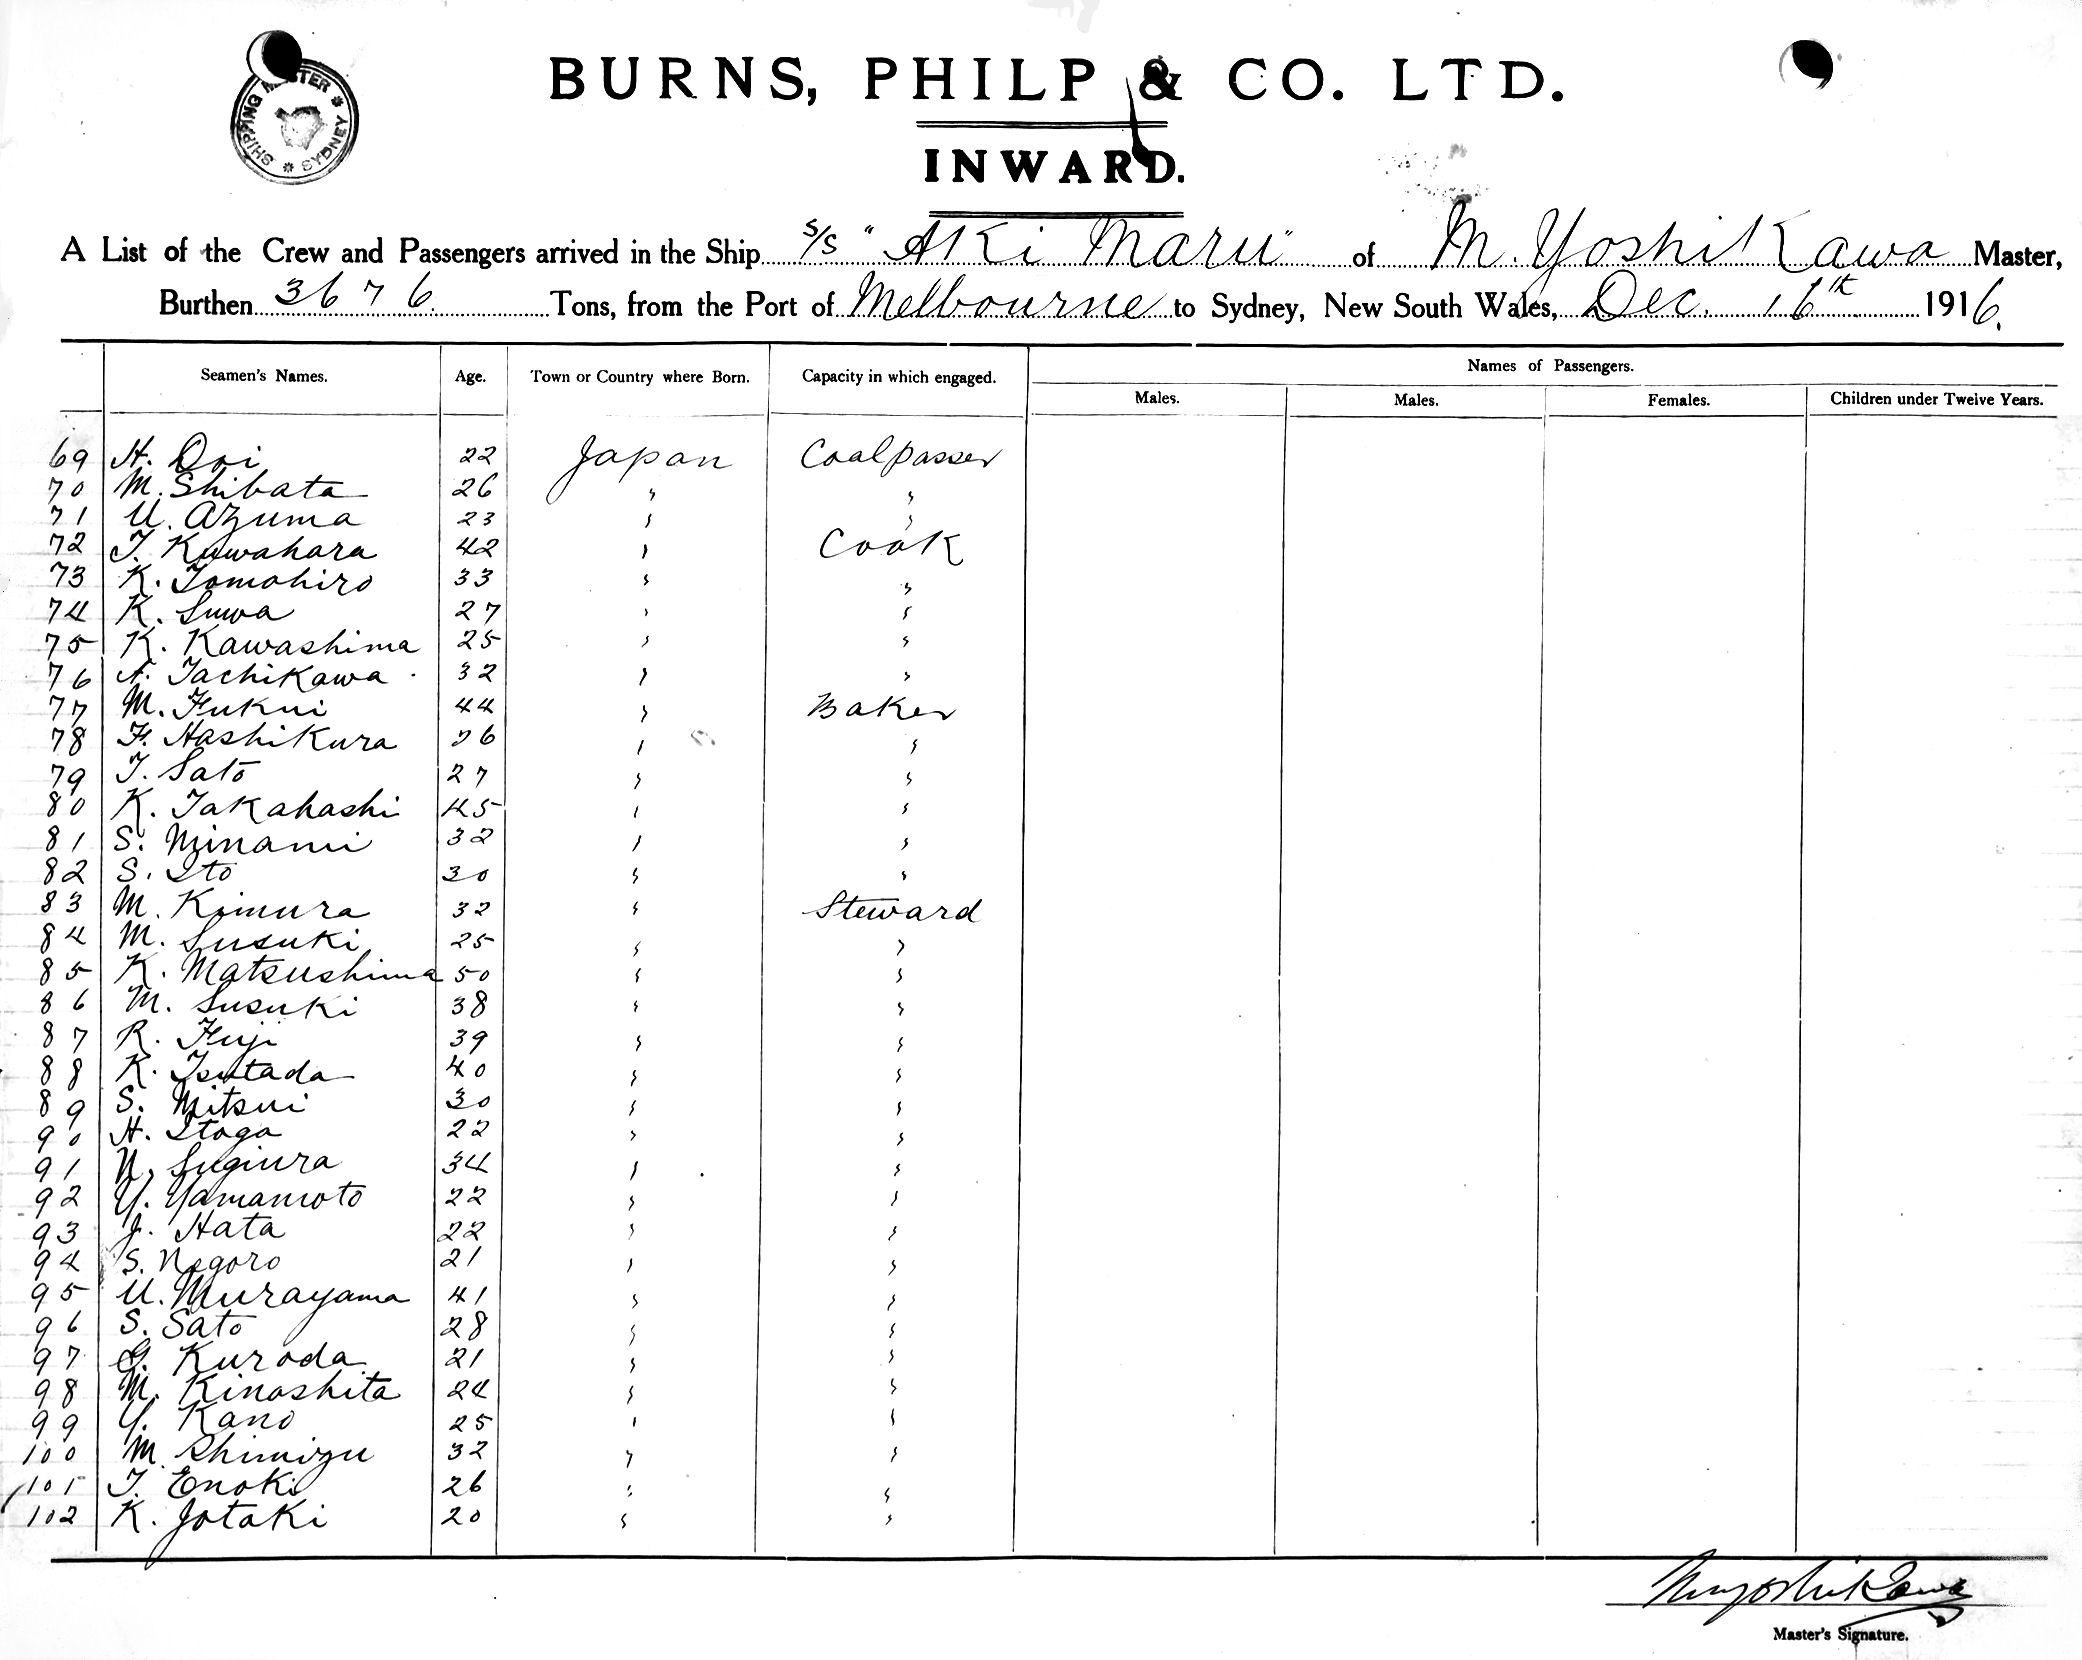 SHIPPING MASTER * SYDNEY *
BURNS, PHILP & CO. LTD.
INWARD.
A List of the Crew and Passengers arrived in the Ship S/S "Aki Maru" of M. Yoshikawa Master,
Burthen 3676 Tons, from the Port of Melbourne to Sydney, New South Wales, Dec. 16th 1916.
Seamen's Names. Age. Town or Country where Born. Capacity in which engaged. Names of Passengers.
Males. Males. Females. Children under Twelve Years.
69 H. Doi 22 Japan Coalpasser
70 M. Shibata 26 " "
71 U. Azuma 23 " "
72 T. Kuwahara 42 " Cook
73 K. Tomohiro 33 " "
74 K. Suwa 27 " "
75 K. Kawashima 25 " "
76 Tachikawa 32 " "
77 M. Fukui 44 " Baker
78 F. Hashikura 26 " "
79 T. Sato 27 " "
80 K. Takahashi 45 " "
81 S. Minami 32 " "
82 S. Ito 30 " "
83 M. Kimura 32 " Steward
84 M. Susuki 25 " "
85 K. Matsushima 50 " "
86 M. Susuki 38 " "
87 R. Fuji 39 " "
88 K. Tsutada 40 " "
89 S. Mitsui 30 " "
90 H. Itoga 22 " "
91 N. Sugiura 34 " "
92 Y. Yamamoto 22 " "
93 J. Hata 22 " "
94 S. Negoro 21 " "
95 U. Murayama 41 " "
96 S. Sato 28 " "
97 G. Kuroda 21 " "
98 M. Kinoshita 24 " "
99 Y. Kano 25 " "
100 M. Shimizu 32 " "
101 T. Enoki 26 " "
102 K. Jotaki 20 " "
M. Yoshikawa
Master's Signature.